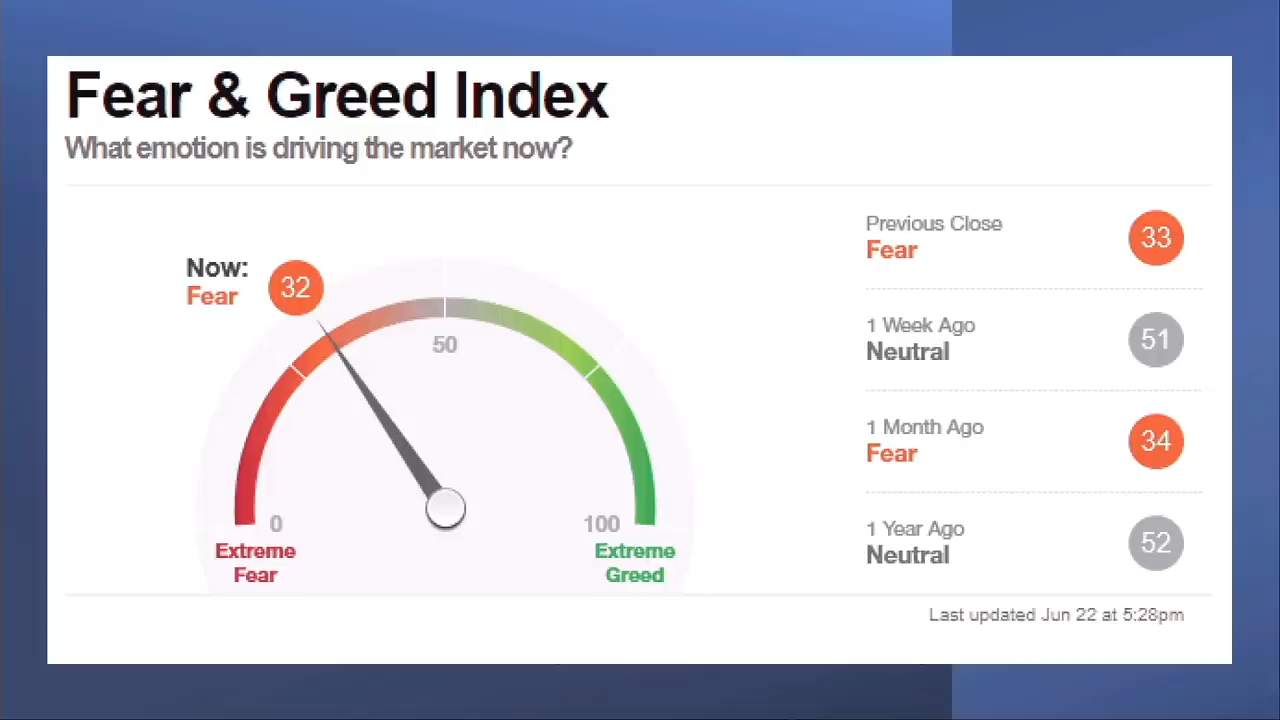 Fear & Greed Index
What emotion is driving the market now?
Now:
Fear
32
50
0
100
Extreme
Fear
Extreme
Greed
Previous Close
Fear
33
1 Week Ago
Neutral
51
1 Month Ago
Fear
34
1 Year Ago
Neutral
52
Last updated Jun 22 at 5:28pm